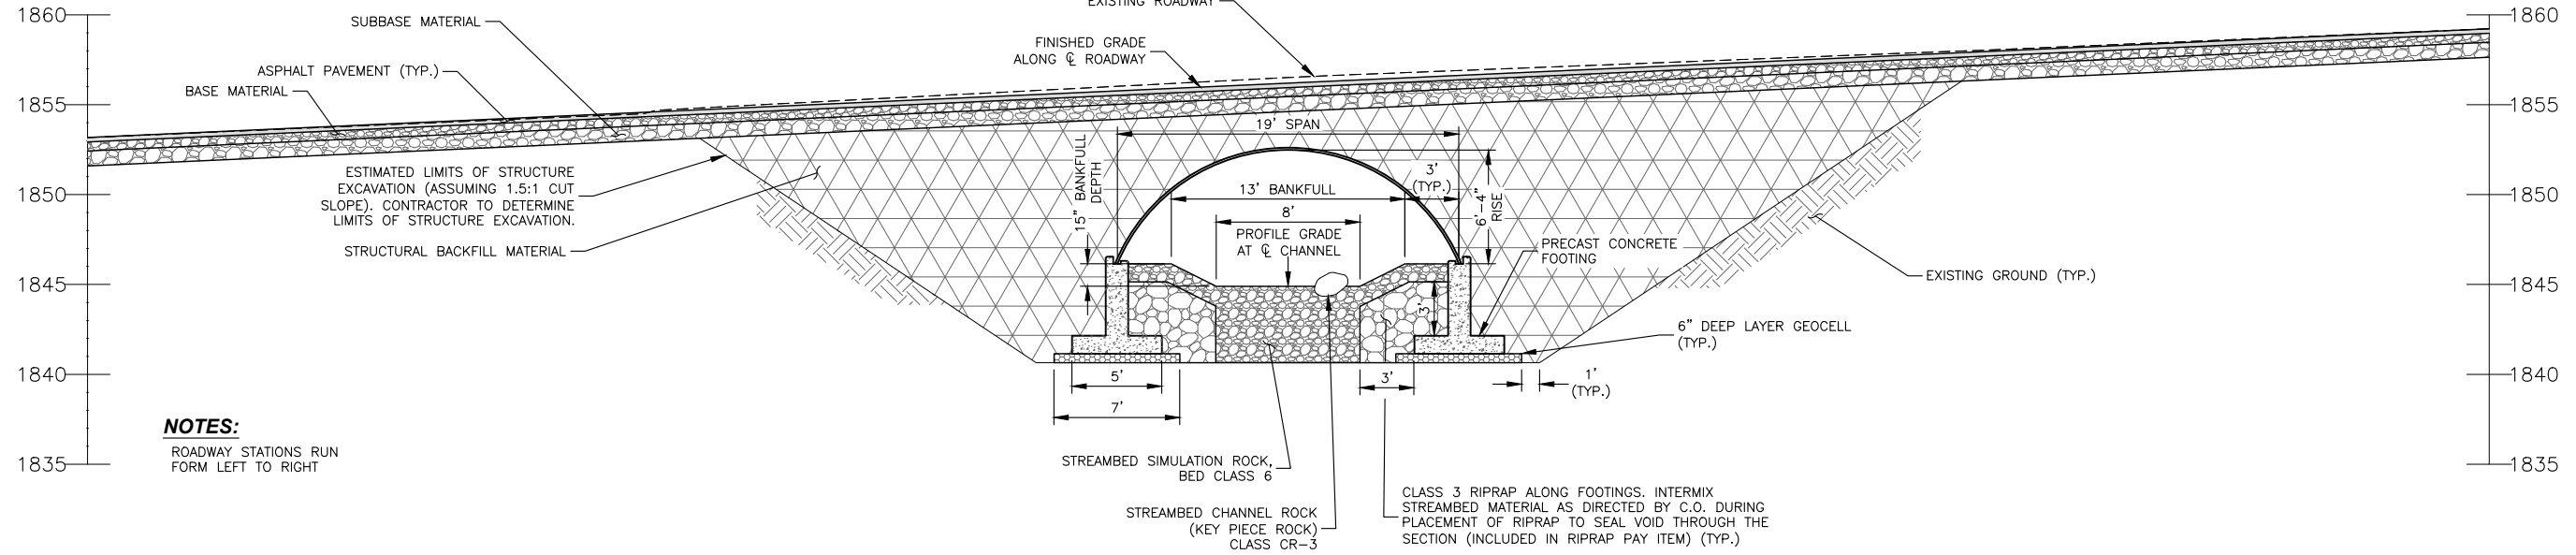 1860
1855
1850
1845
1840
1835
EXISTING ROADWAY
SUBBASE MATERIAL
FINISHED GRADE
ALONG ℄ ROADWAY
ASPHALT PAVEMENT (TYP.)
BASE MATERIAL
19' SPAN
15" BANKFULL
DEPTH
3'
(TYP.)
13' BANKFULL
6'-4"
RISE
8'
PROFILE GRADE
AT ℄ CHANNEL
ESTIMATED LIMITS OF STRUCTURE
EXCAVATION (ASSUMING 1.5:1 CUT
SLOPE). CONTRACTOR TO DETERMINE
LIMITS OF STRUCTURE EXCAVATION.
STRUCTURAL BACKFILL MATERIAL
PRECAST CONCRETE
FOOTING
EXISTING GROUND (TYP.)
3'
6" DEEP LAYER GEOCELL
(TYP.)
5'
7'
3'
1'
(TYP.)
NOTES:
ROADWAY STATIONS RUN
FORM LEFT TO RIGHT
STREAMBED SIMULATION ROCK,
BED CLASS 6
STREAMBED CHANNEL ROCK
(KEY PIECE ROCK)
CLASS CR-3
CLASS 3 RIPRAP ALONG FOOTINGS. INTERMIX
STREAMBED MATERIAL AS DIRECTED BY C.O. DURING
PLACEMENT OF RIPRAP TO SEAL VOID THROUGH THE
SECTION (INCLUDED IN RIPRAP PAY ITEM) (TYP.)
1860
1855
1850
1845
1840
1835